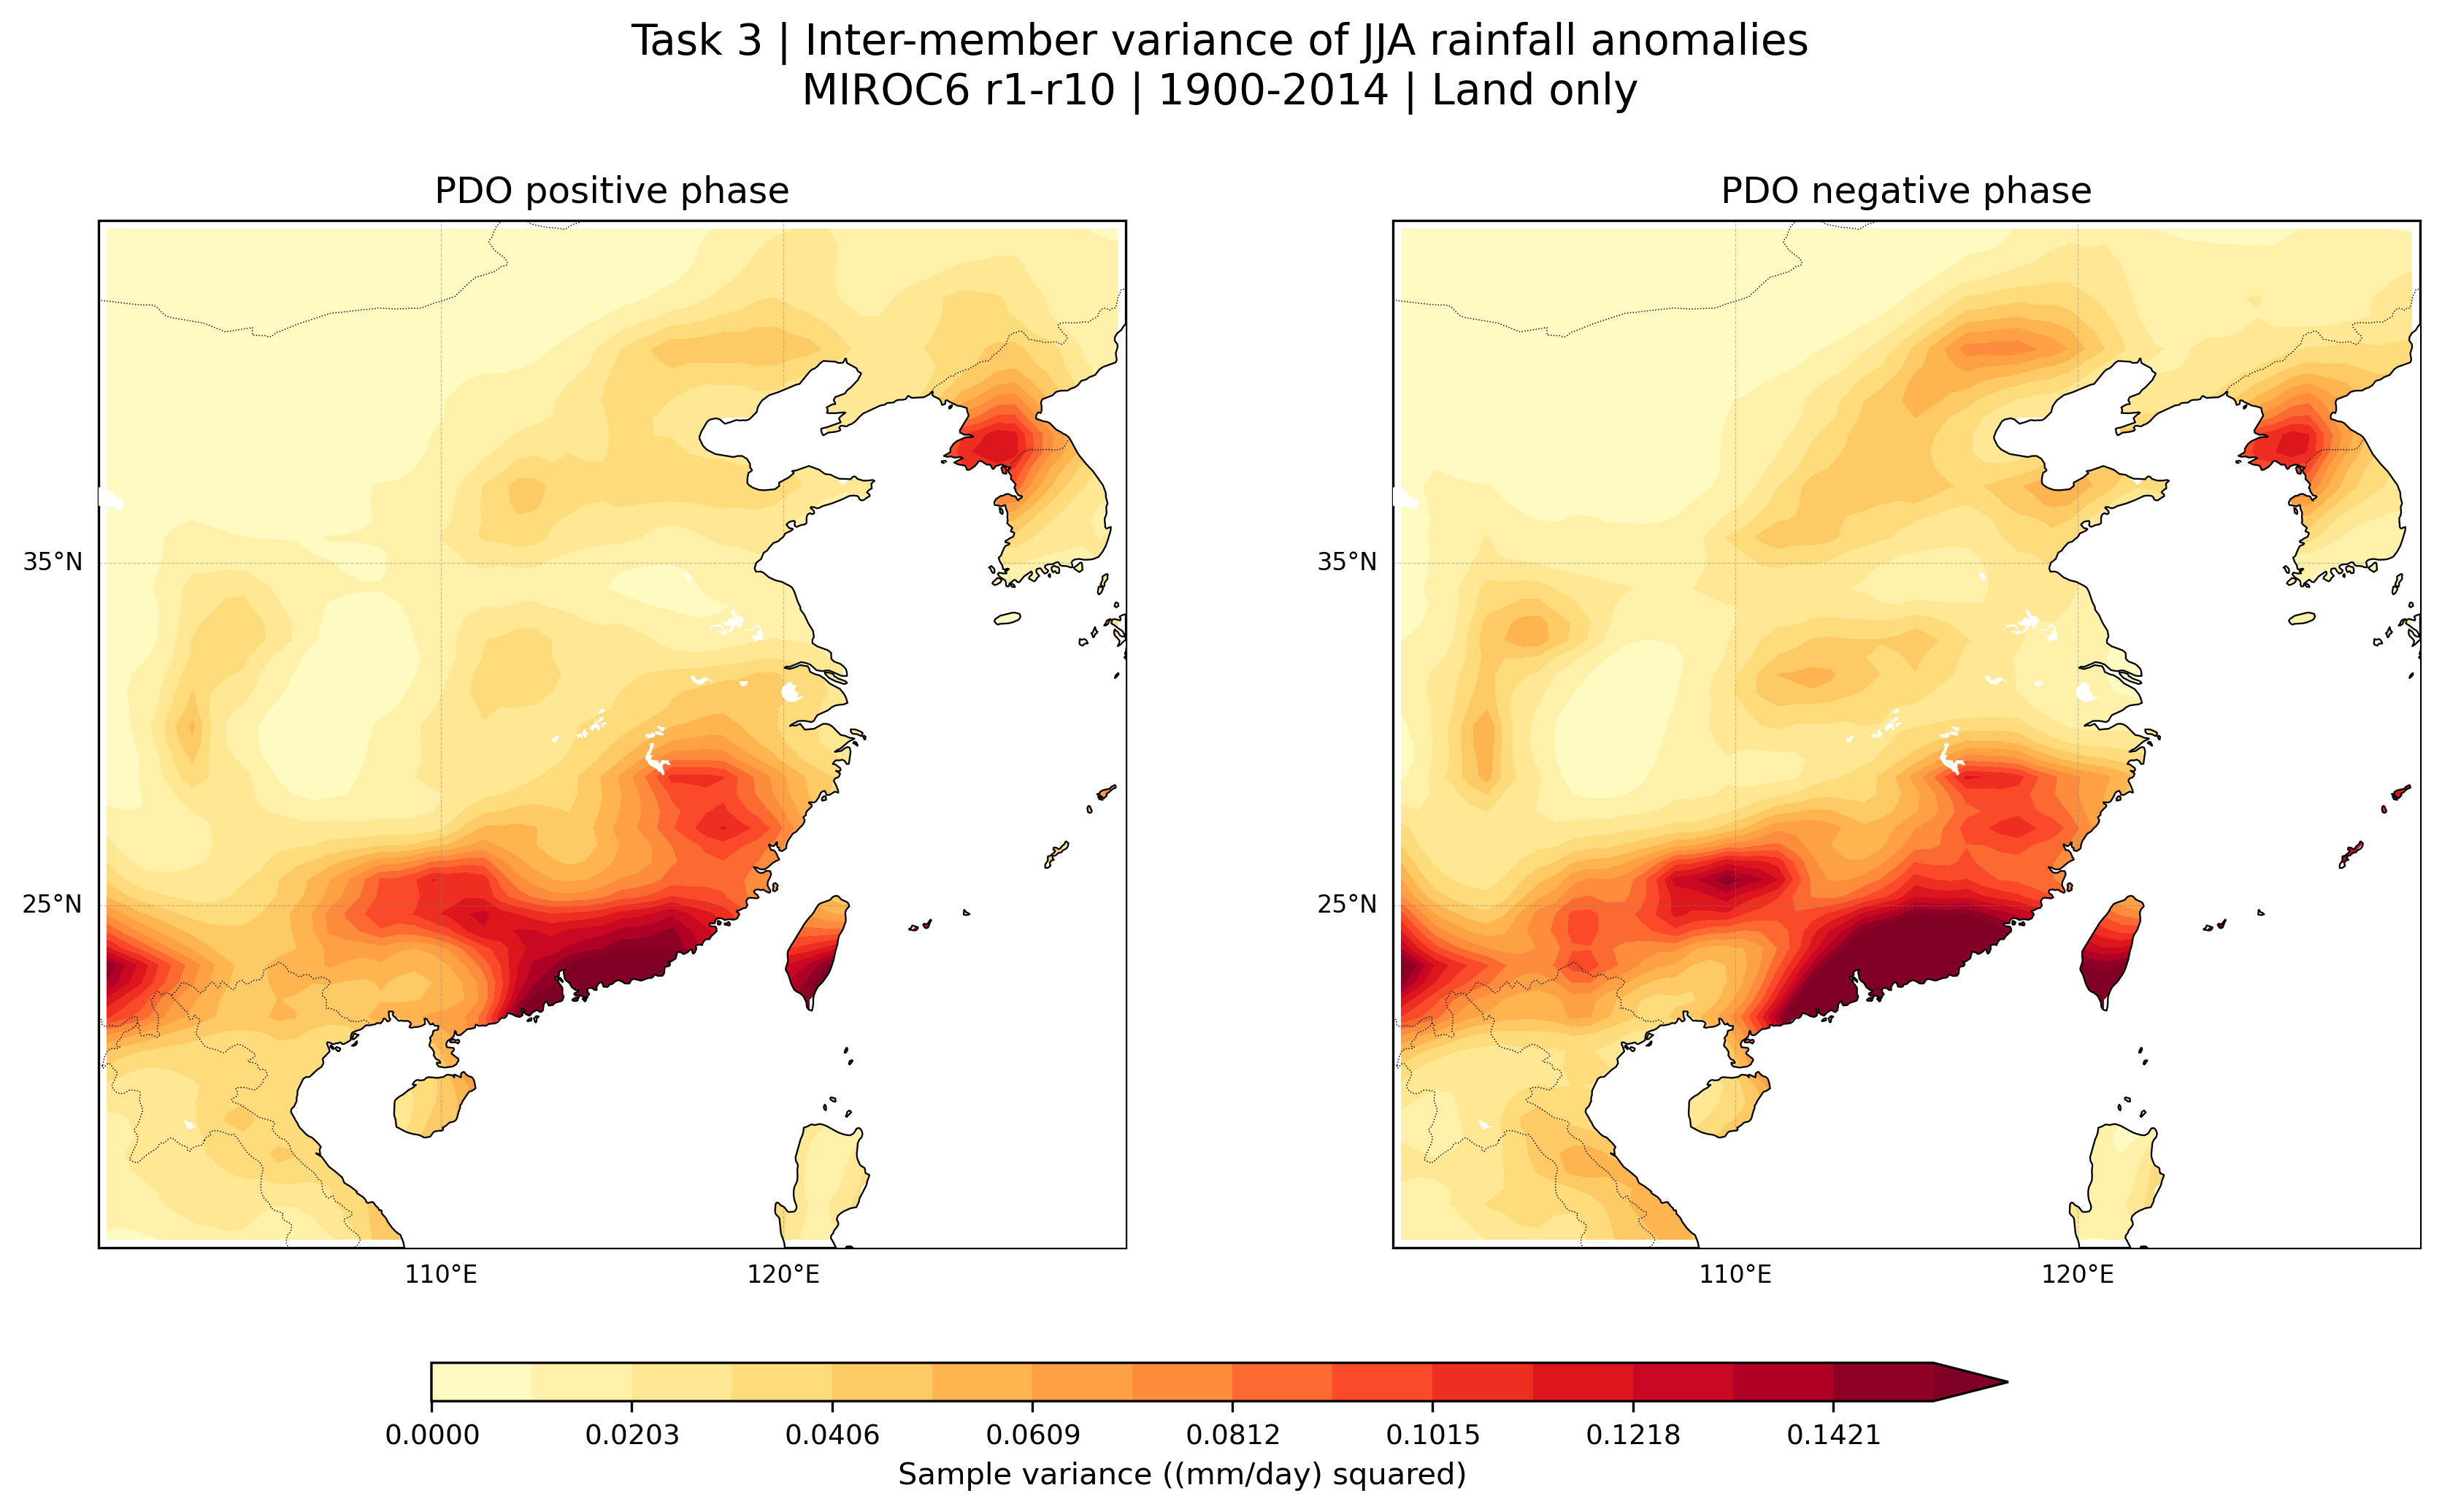 Task 3 | Inter-member variance of JJA rainfall anomalies
MIROC6 r1-r10 | 1900-2014 | Land only
PDO positive phase
PDO negative phase
35°N
25°N
110°E
120°E
35°N
25°N
110°E
120°E
0.0000
0.0203
0.0406
0.0609
0.0812
0.1015
0.1218
0.1421
Sample variance ((mm/day) squared)